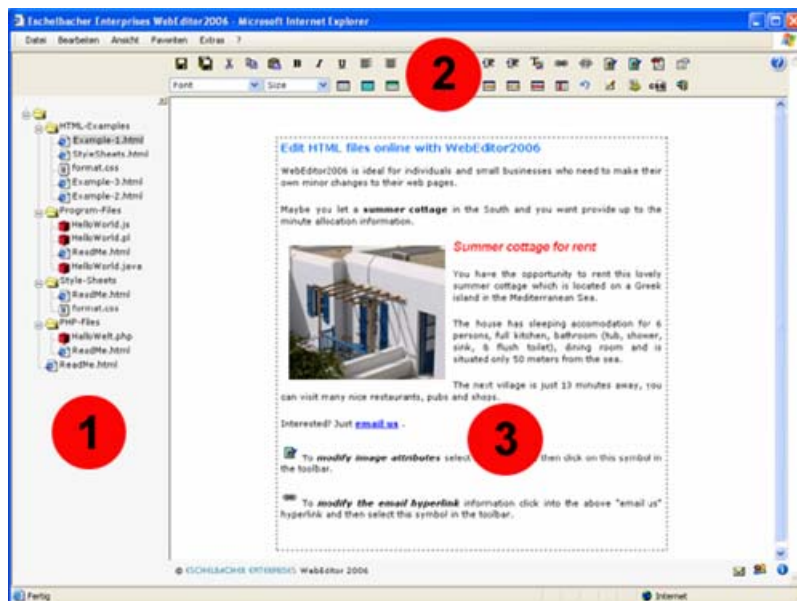 Eschelbacher Enterprises WebEditor2006 - Microsoft Internet Explorer
Datei Bearbeiten Ansicht Favoriten Extras ?
Font Size css
HTML-Examples
Example-1.html
StyleSheets.html
format.css
Example-3.html
Example-2.html
Program-Files
HelloWorld.js
HelloWorld.pl
ReadMe.html
HelloWorld.java
Style-Sheets
ReadMe.html
format.css
PHP-Files
HalloWelt.php
ReadMe.html
ReadMe.html
1
2
Edit HTML files online with WebEditor2006
WebEditor2006 is ideal for individuals and small businesses who need to make their
own minor changes to their web pages.
Maybe you let a summer cottage in the South and you want provide up to the
minute allocation information.
Summer cottage for rent
You have the opportunity to rent this lovely
summer cottage which is located on a Greek
island in the Mediterranean Sea.
The house has sleeping accomodation for 6
persons, full kitchen, bathroom (tub, shower,
sink, & flush toilet), dining room and is
situated only 50 meters from the sea.
The next village is just 13 minutes away, you
can visit many nice restaurants, pubs and shops.
Interested? Just email us .
3
To modify image attributes select then click on this symbol in
the toolbar.
To modify the email hyperlink information click into the above "email us"
hyperlink and then select this symbol in the toolbar.
© ESCHELBACHER ENTERPRISES WebEditor 2006
Fertig Internet